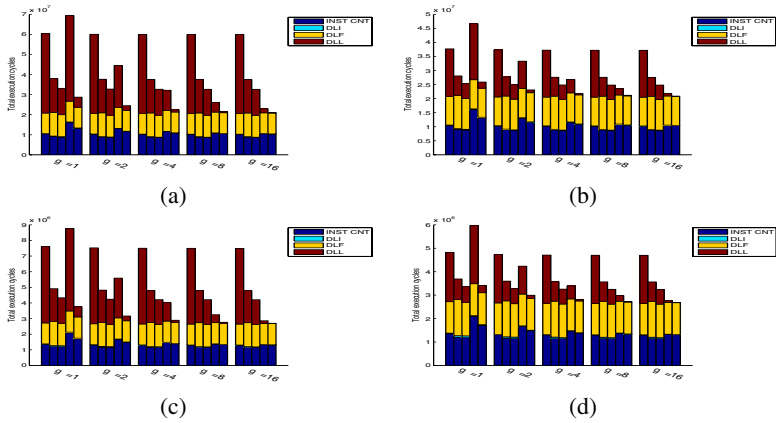 x 10^7
7
6
5
4
3
2
1
0
Total execution cycles
g ≈1
g ≈2
g ≈4
g ≈8
g ≈16
INST CNT
DLI
DLF
DLL
(a)
x 10^7
5
4.5
4
3.5
3
2.5
2
1.5
1
0.5
0
Total execution cycles
g ≈1
g ≈2
g ≈4
g ≈8
g ≈16
INST CNT
DLI
DLF
DLL
(b)
x 10^6
9
8
7
6
5
4
3
2
1
0
Total execution cycles
g ≈1
g ≈2
g ≈4
g ≈8
g ≈16
INST CNT
DLI
DLF
DLL
(c)
x 10^6
6
5
4
3
2
1
0
Total execution cycles
g ≈1
g ≈2
g ≈4
g ≈8
g ≈16
INST CNT
DLI
DLF
DLL
(d)